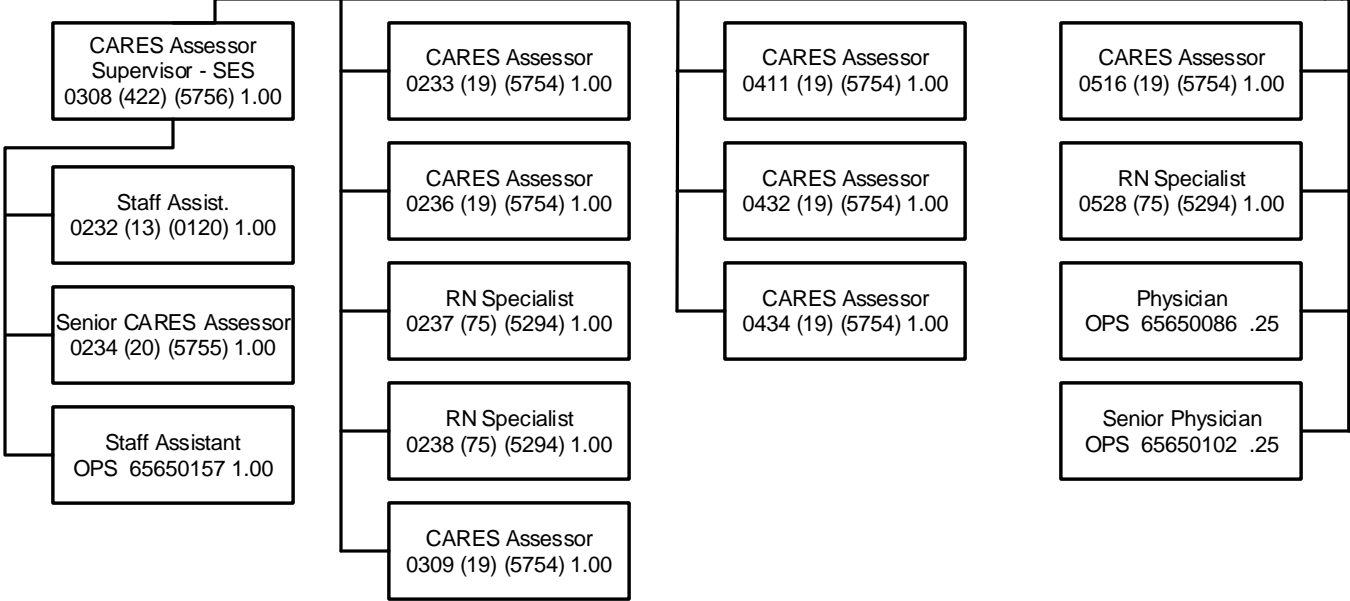 CARES Assessor
Supervisor - SES
0308 (422) (5756) 1.00
Staff Assist.
0232 (13) (0120) 1.00
Senior CARES Assessor
0234 (20) (5755) 1.00
Staff Assistant
OPS 65650157 1.00
CARES Assessor
0233 (19) (5754) 1.00
CARES Assessor
0236 (19) (5754) 1.00
RN Specialist
0237 (75) (5294) 1.00
RN Specialist
0238 (75) (5294) 1.00
CARES Assessor
0309 (19) (5754) 1.00
CARES Assessor
0411 (19) (5754) 1.00
CARES Assessor
0432 (19) (5754) 1.00
CARES Assessor
0434 (19) (5754) 1.00
CARES Assessor
0516 (19) (5754) 1.00
RN Specialist
0528 (75) (5294) 1.00
Physician
OPS 65650086 .25
Senior Physician
OPS 65650102 .25